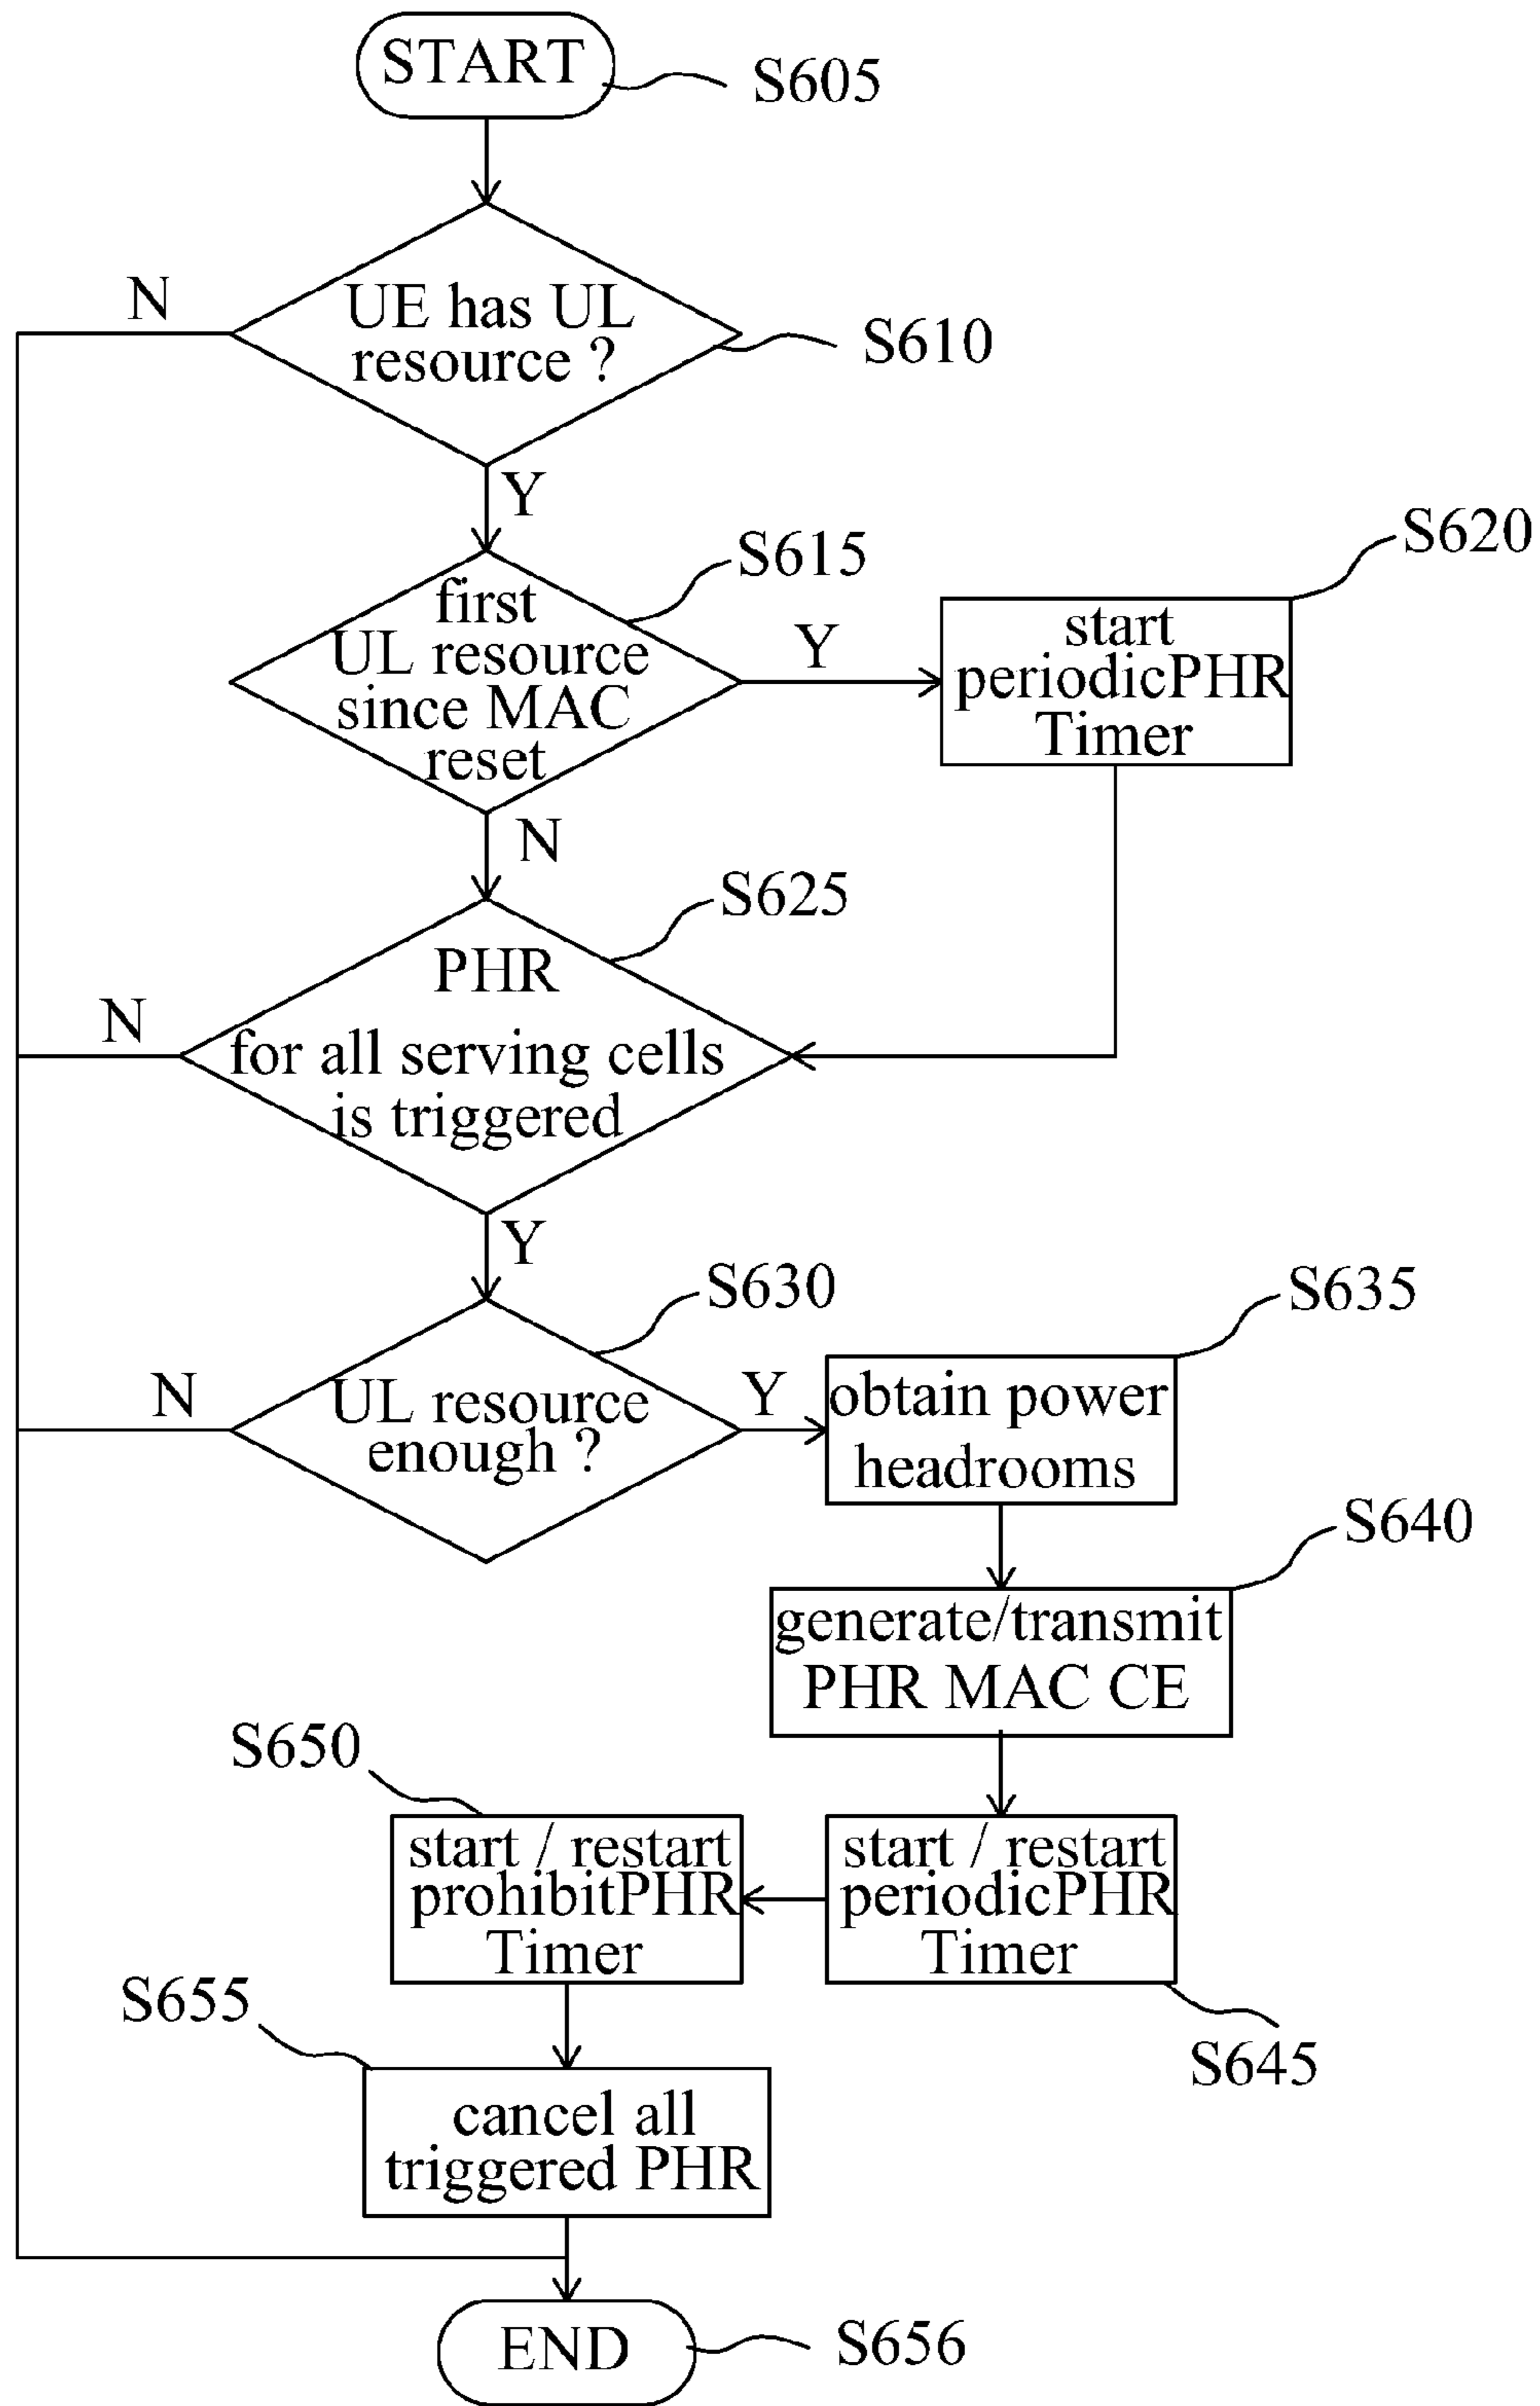 START
S605
N
UE has UL
resource ?
S610
Y
S615
S620
first
UL resource
since MAC
reset
Y
start
periodicPHR
Timer
N
S625
PHR
for all serving cells
is triggered
N
Y
S630
S635
N
UL resource
enough ?
Y
obtain power
headrooms
S640
generate/transmit
PHR MAC CE
S650
start / restart
prohibitPHR
Timer
start / restart
periodicPHR
Timer
S655
S645
cancel all
triggered PHR
END
S656